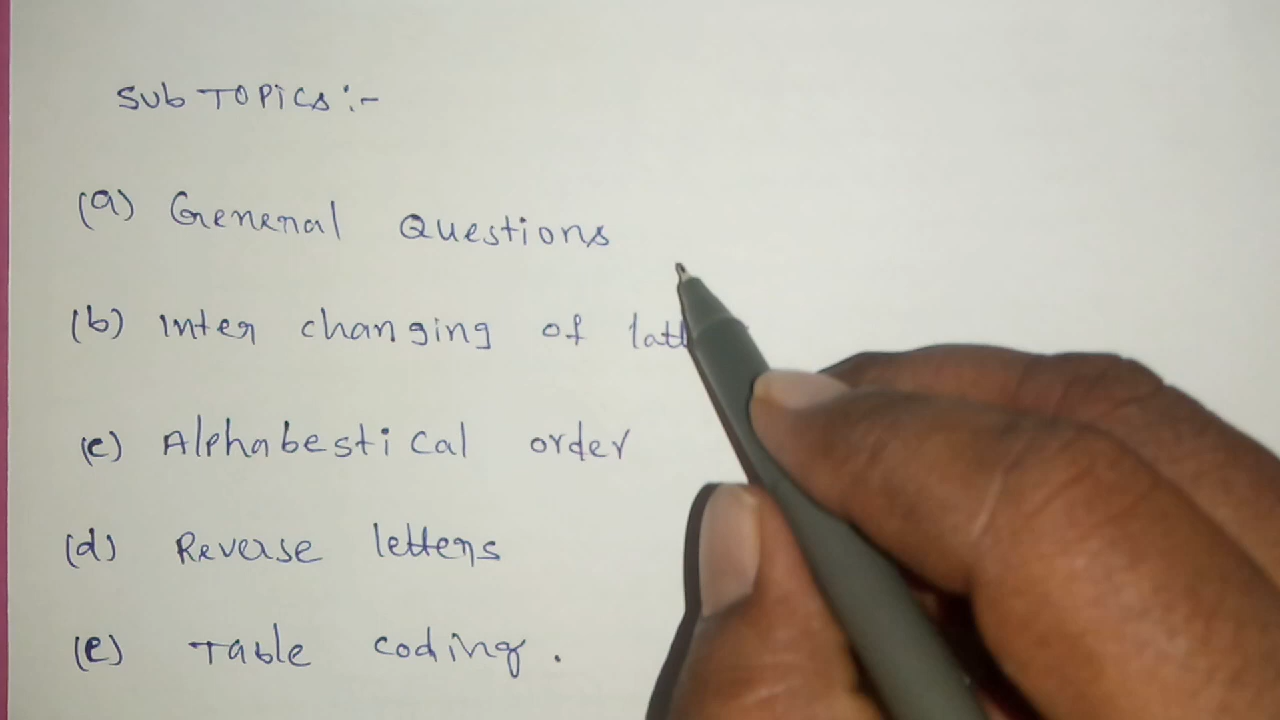 SUb TOPiCS :-
(a) General Questions
(b) Inter changing of
(c) Alphabestical order
(d) Reverse letters
(e) Table coding.